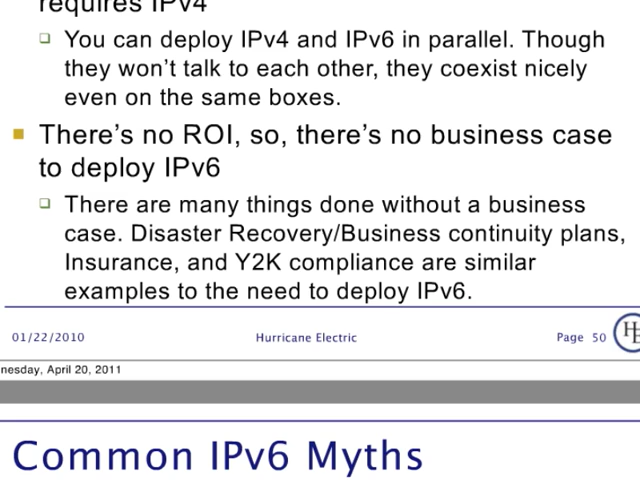 requires IPv4
You can deploy IPv4 and IPv6 in parallel. Though
they won't talk to each other, they coexist nicely
even on the same boxes.
There's no ROI, so, there's no business case
to deploy IPv6
There are many things done without a business
case. Disaster Recovery/Business continuity plans,
Insurance, and Y2K compliance are similar
examples to the need to deploy IPv6.
01/22/2010 Hurricane Electric Page 50 HE
nesday, April 20, 2011
Common IPv6 Myths